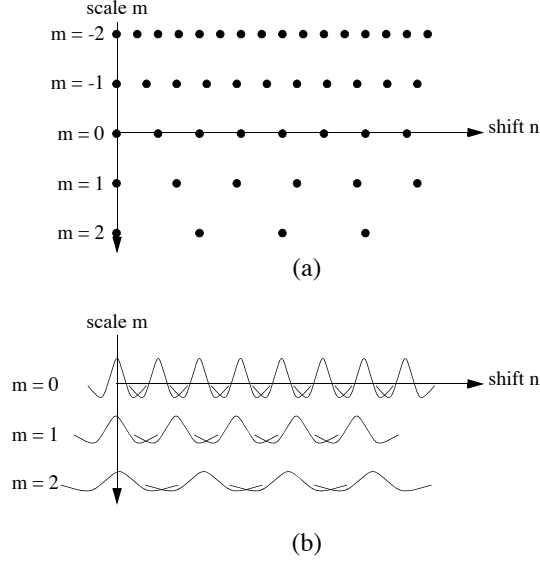 scale m
m = -2
m = -1
m = 0
shift n
m = 1
m = 2
(a)
scale m
m = 0
shift n
m = 1
m = 2
(b)